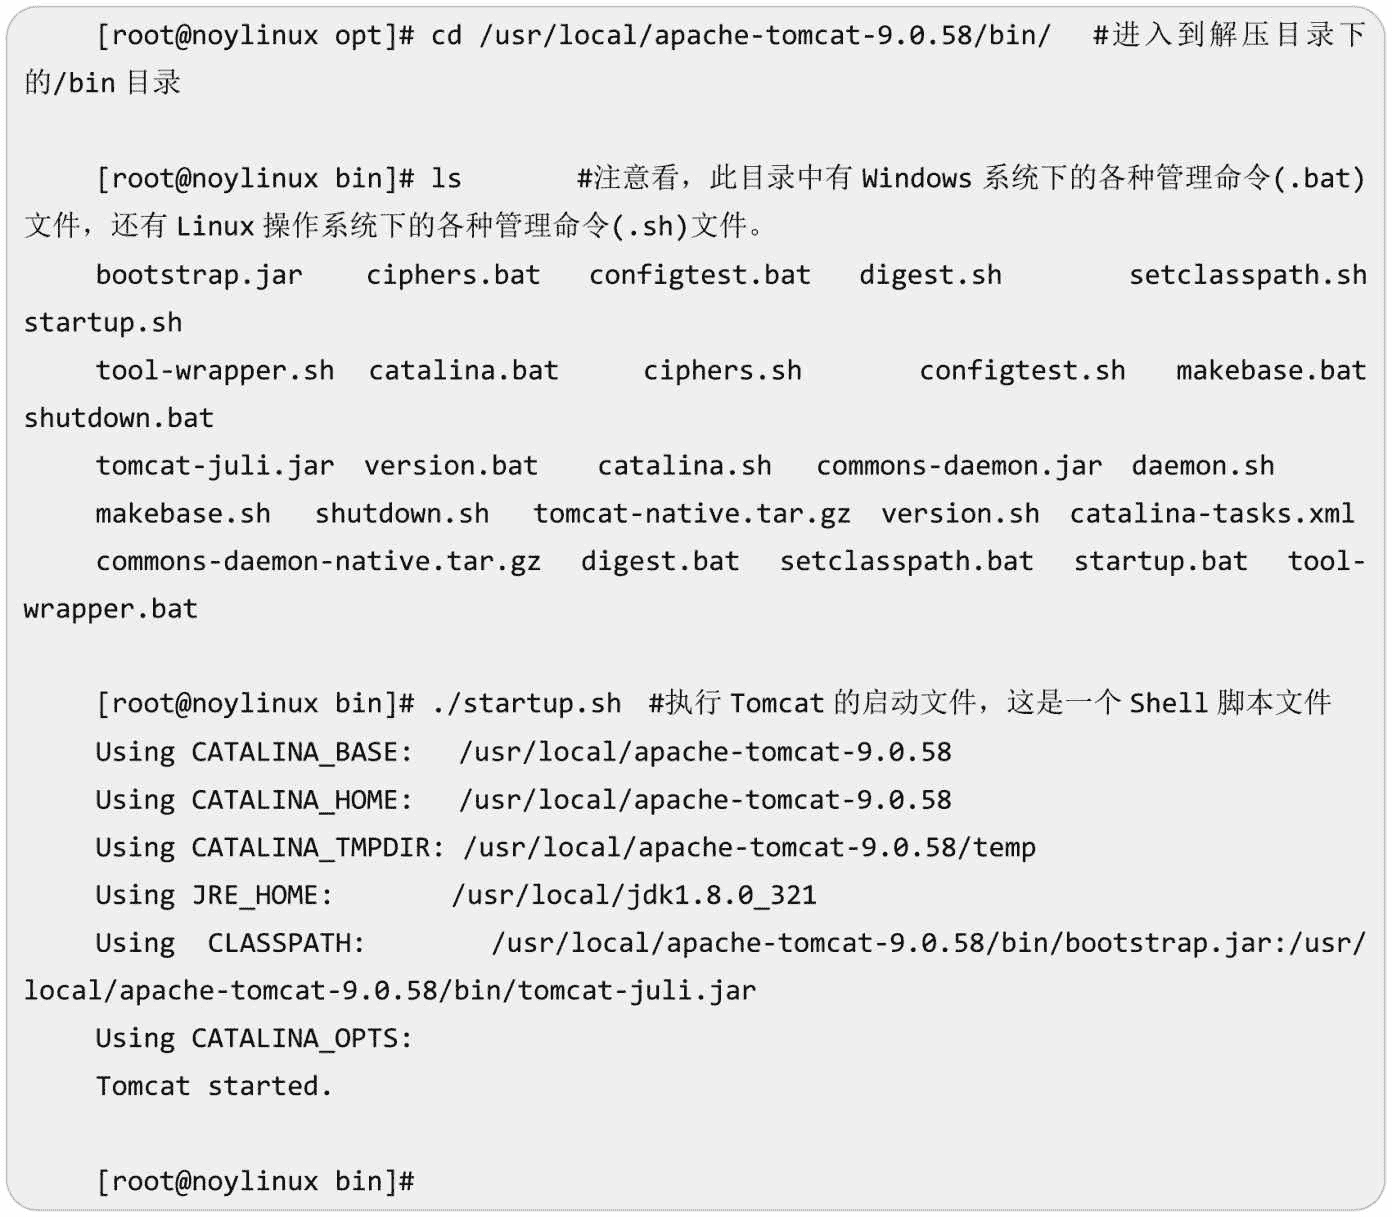 [root@noylinux opt]# cd /usr/local/apache-tomcat-9.0.58/bin/  #进入到解压目录下
的/bin 目录
[root@noylinux bin]# ls       #注意看，此目录中有 Windows 系统下的各种管理命令(.bat)
文件，还有 Linux 操作系统下的各种管理命令(.sh)文件。
bootstrap.jar    ciphers.bat   configtest.bat   digest.sh        setclasspath.sh
startup.sh
tool-wrapper.sh  catalina.bat     ciphers.sh       configtest.sh   makebase.bat
shutdown.bat
tomcat-juli.jar  version.bat    catalina.sh   commons-daemon.jar  daemon.sh
makebase.sh   shutdown.sh   tomcat-native.tar.gz  version.sh  catalina-tasks.xml
commons-daemon-native.tar.gz   digest.bat   setclasspath.bat   startup.bat   tool-
wrapper.bat
[root@noylinux bin]# ./startup.sh  #执行 Tomcat 的启动文件，这是一个 Shell 脚本文件
Using CATALINA_BASE:   /usr/local/apache-tomcat-9.0.58
Using CATALINA_HOME:   /usr/local/apache-tomcat-9.0.58
Using CATALINA_TMPDIR: /usr/local/apache-tomcat-9.0.58/temp
Using JRE_HOME:        /usr/local/jdk1.8.0_321
Using  CLASSPATH:        /usr/local/apache-tomcat-9.0.58/bin/bootstrap.jar:/usr/
local/apache-tomcat-9.0.58/bin/tomcat-juli.jar
Using CATALINA_OPTS:
Tomcat started.
[root@noylinux bin]#